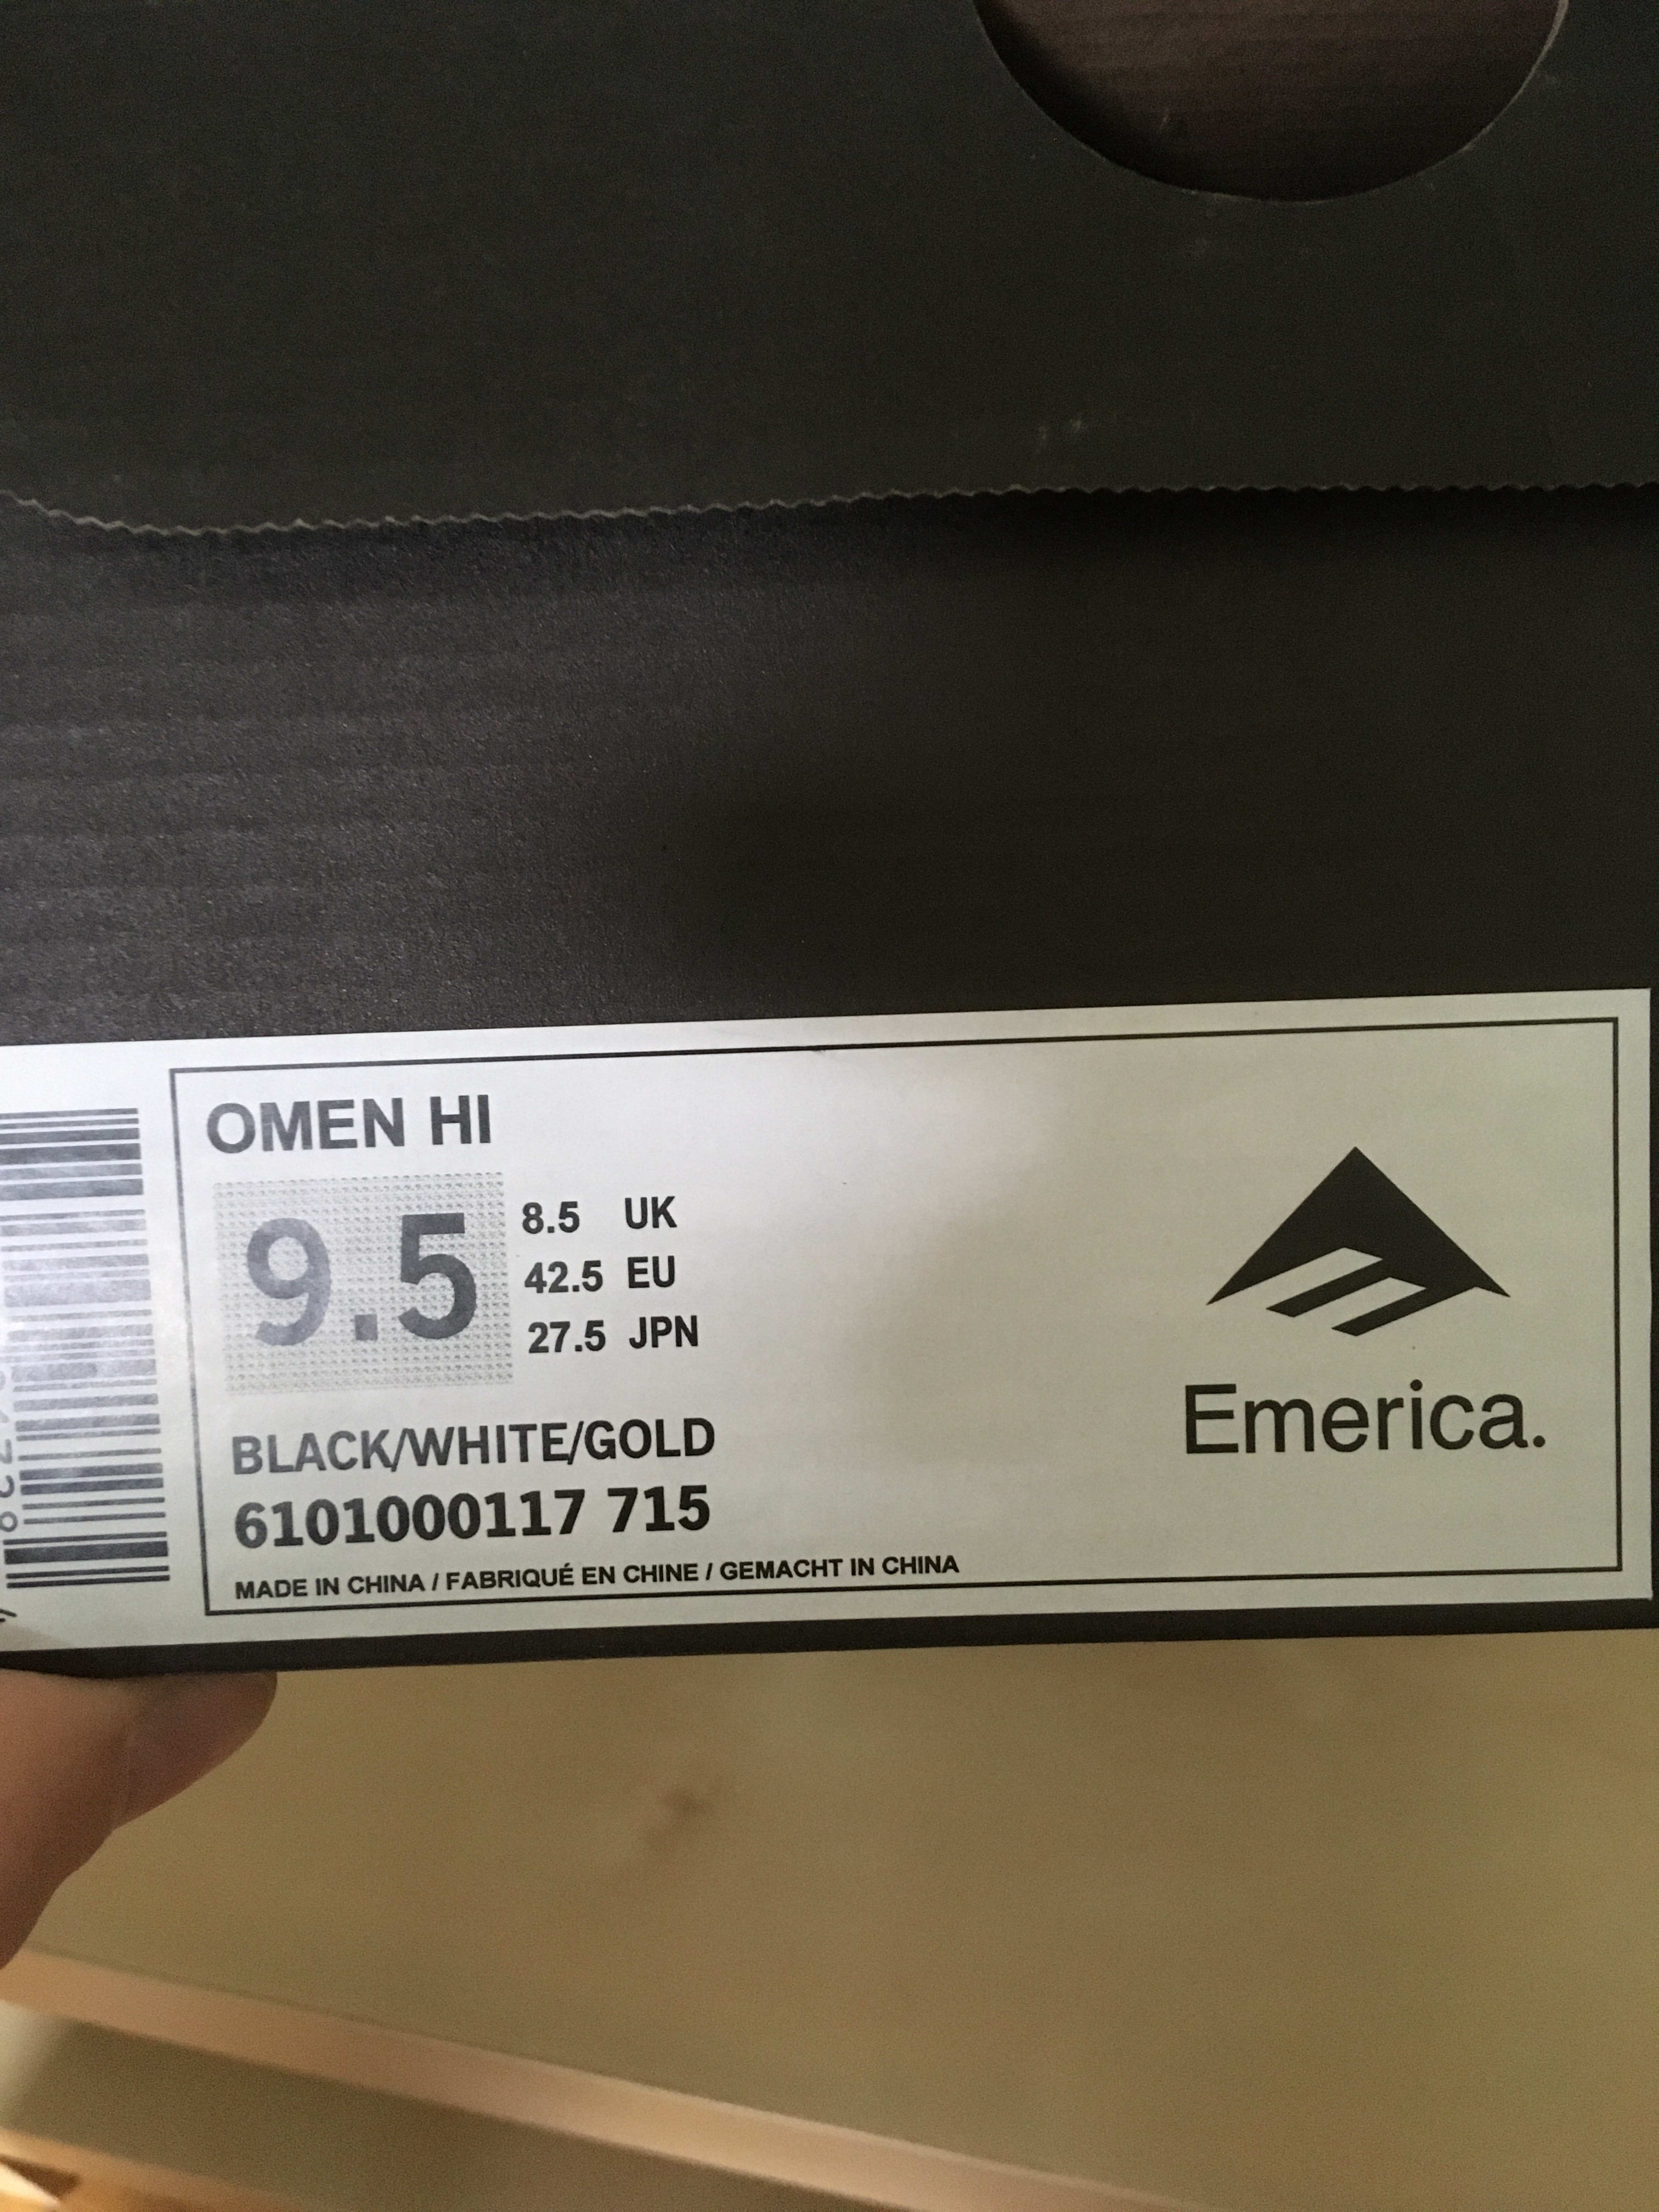 OMEN HI
9.5
8.5 UK
42.5 EU
27.5 JPN
BLACK/WHITE/GOLD
6101000117 715
MADE IN CHINA / FABRIQUÉ EN CHINE / GEMACHT IN CHINA
Emerica.